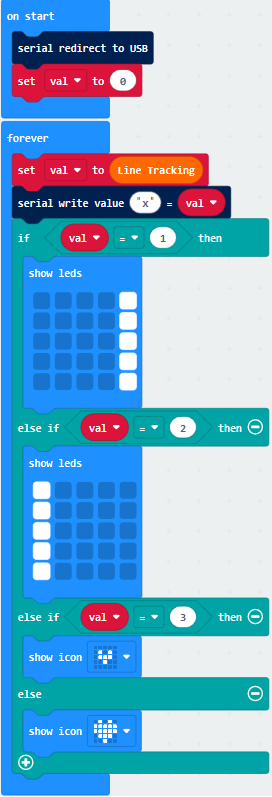 on start
serial redirect to USB
set val to 0
forever
set val to Line Tracking
serial write value "x" = val
if val = 1 then
show leds
else if val = 2 then
show leds
else if val = 3 then
show icon
else
show icon